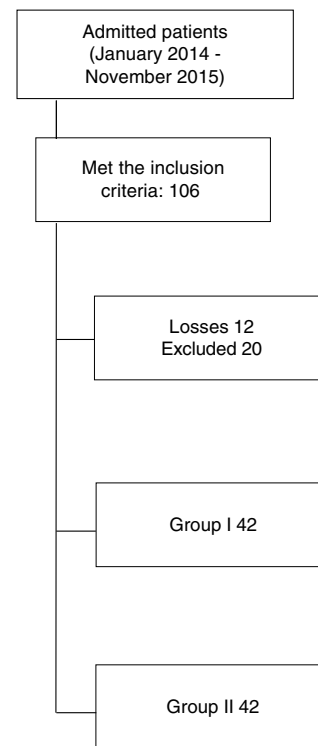 Admitted patients
(January 2014 -
November 2015)
Met the inclusion
criteria: 106
Losses 12
Excluded 20
Group I 42
Group II 42